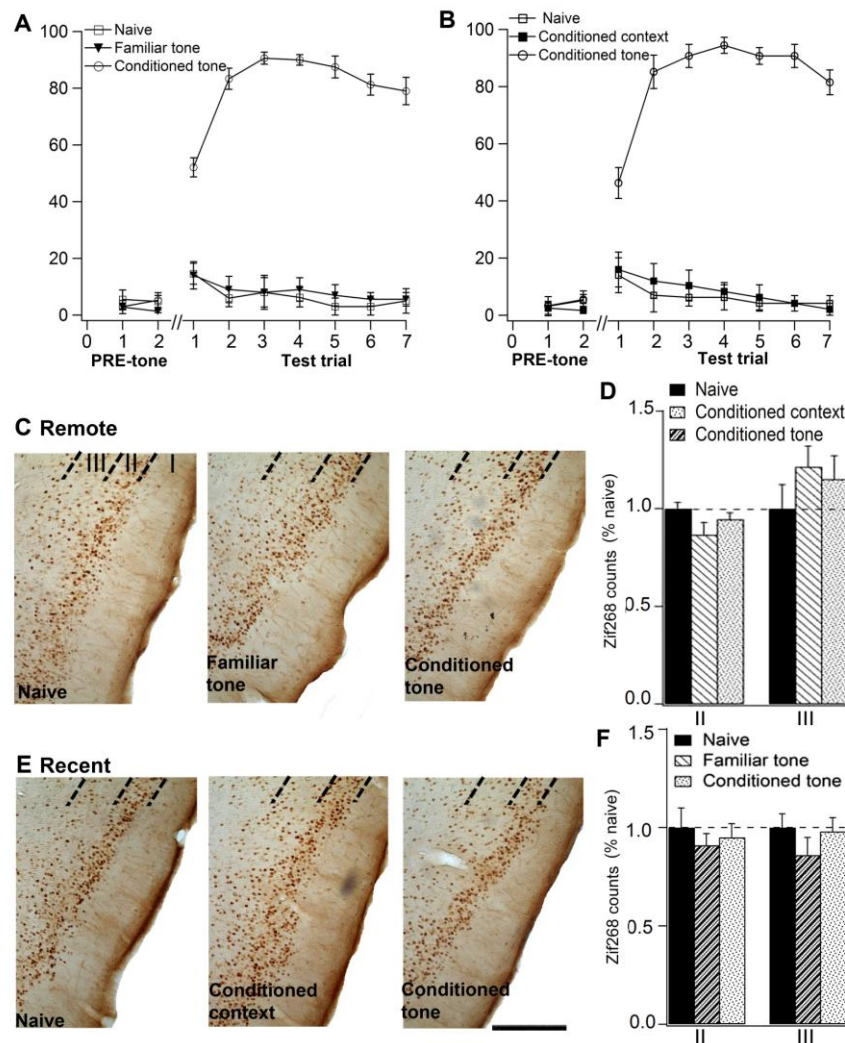 A
Naive
Familiar tone
Conditioned tone
100
80
60
40
20
0
0 1 2 1 2 3 4 5 6 7
PRE-tone Test trial
B
Naive
Conditioned context
Conditioned tone
100
80
60
40
20
0
0 1 2 1 2 3 4 5 6 7
PRE-tone Test trial
C Remote
III II I
Naive
Familiar
tone
Conditioned
tone
D
Naive
Conditioned context
Conditioned tone
1.5
1.0
0.5
0.0
Zif268 counts (% naive)
II III
E Recent
Naive
Conditioned
context
Conditioned
tone
F
Naive
Familiar tone
Conditioned tone
1.5
1.0
0.5
0.0
Zif268 counts (% naive)
II III